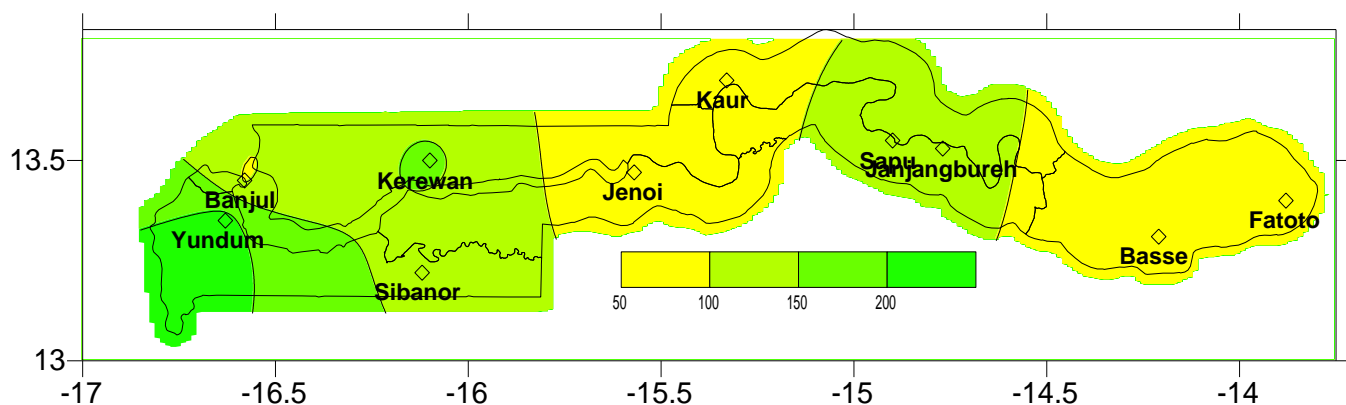 13.5
13
Kaur
Sapu
Janjangbureh
Kerewan
Jenoi
Banjul
Fatoto
Yundum
Basse
Sibanor
50 100 150 200
-17 -16.5 -16 -15.5 -15 -14.5 -14